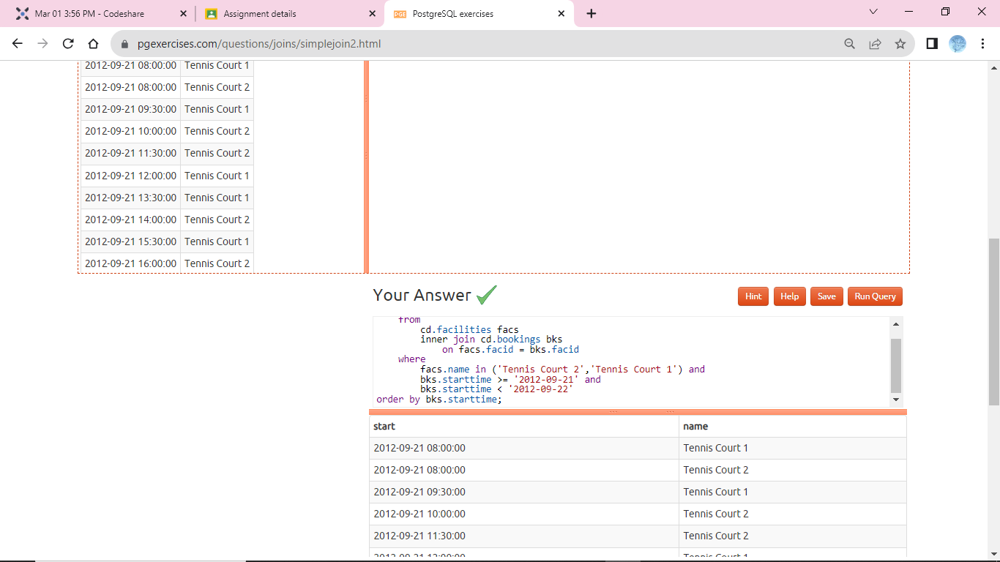 Mar 01 3:56 PM - Codeshare
Assignment details
PGE PostgreSQL exercises
pgexercises.com/questions/joins/simplejoin2.html
2012-09-21 08:00:00 Tennis Court 1
2012-09-21 08:00:00 Tennis Court 2
2012-09-21 09:30:00 Tennis Court 1
2012-09-21 10:00:00 Tennis Court 2
2012-09-21 11:30:00 Tennis Court 2
2012-09-21 12:00:00 Tennis Court 1
2012-09-21 13:30:00 Tennis Court 1
2012-09-21 14:00:00 Tennis Court 2
2012-09-21 15:30:00 Tennis Court 1
2012-09-21 16:00:00 Tennis Court 2
Your Answer
Hint Help Save Run Query
from
cd.facilities facs
inner join cd.bookings bks
on facs.facid = bks.facid
where
facs.name in ('Tennis Court 2','Tennis Court 1') and
bks.starttime >= '2012-09-21' and
bks.starttime < '2012-09-22'
order by bks.starttime;
start name
2012-09-21 08:00:00 Tennis Court 1
2012-09-21 08:00:00 Tennis Court 2
2012-09-21 09:30:00 Tennis Court 1
2012-09-21 10:00:00 Tennis Court 2
2012-09-21 11:30:00 Tennis Court 2
2012-09-21 12:00:00 Tennis Court 1